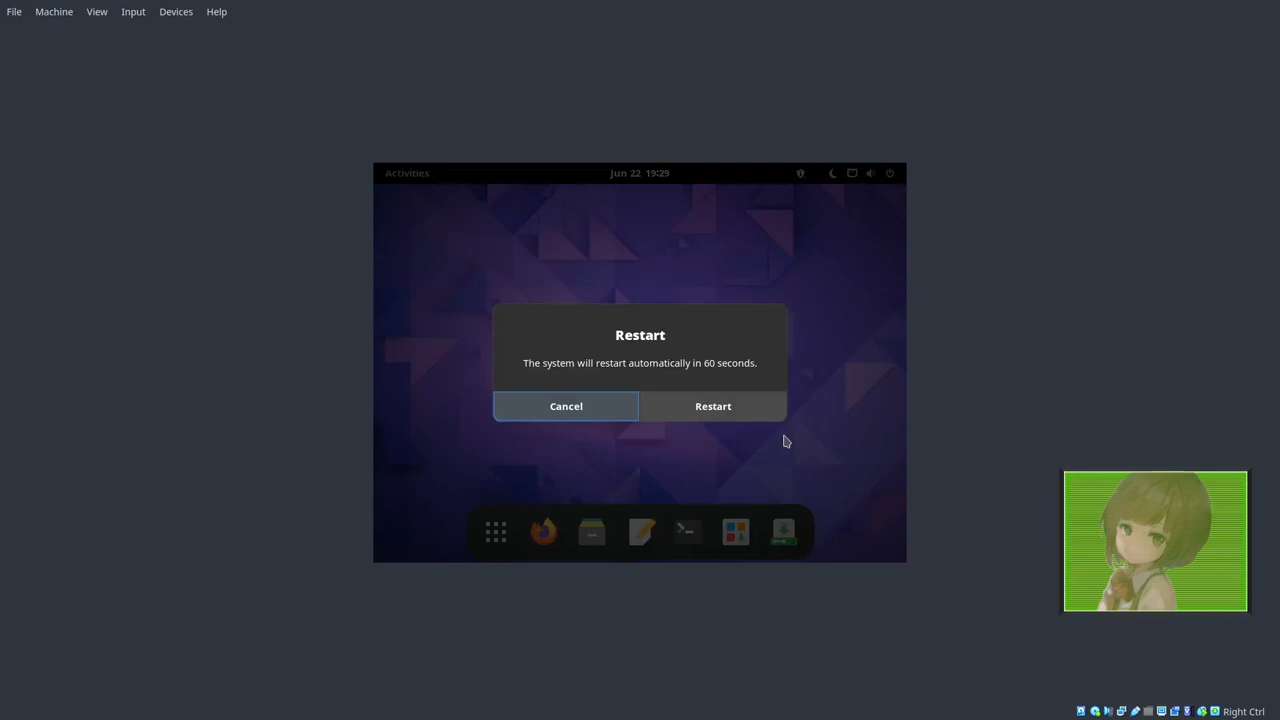 File Machine View Input Devices Help
Activities Jun 22 19:29
Restart
The system will restart automatically in 60 seconds.
Cancel Restart
Right Ctrl